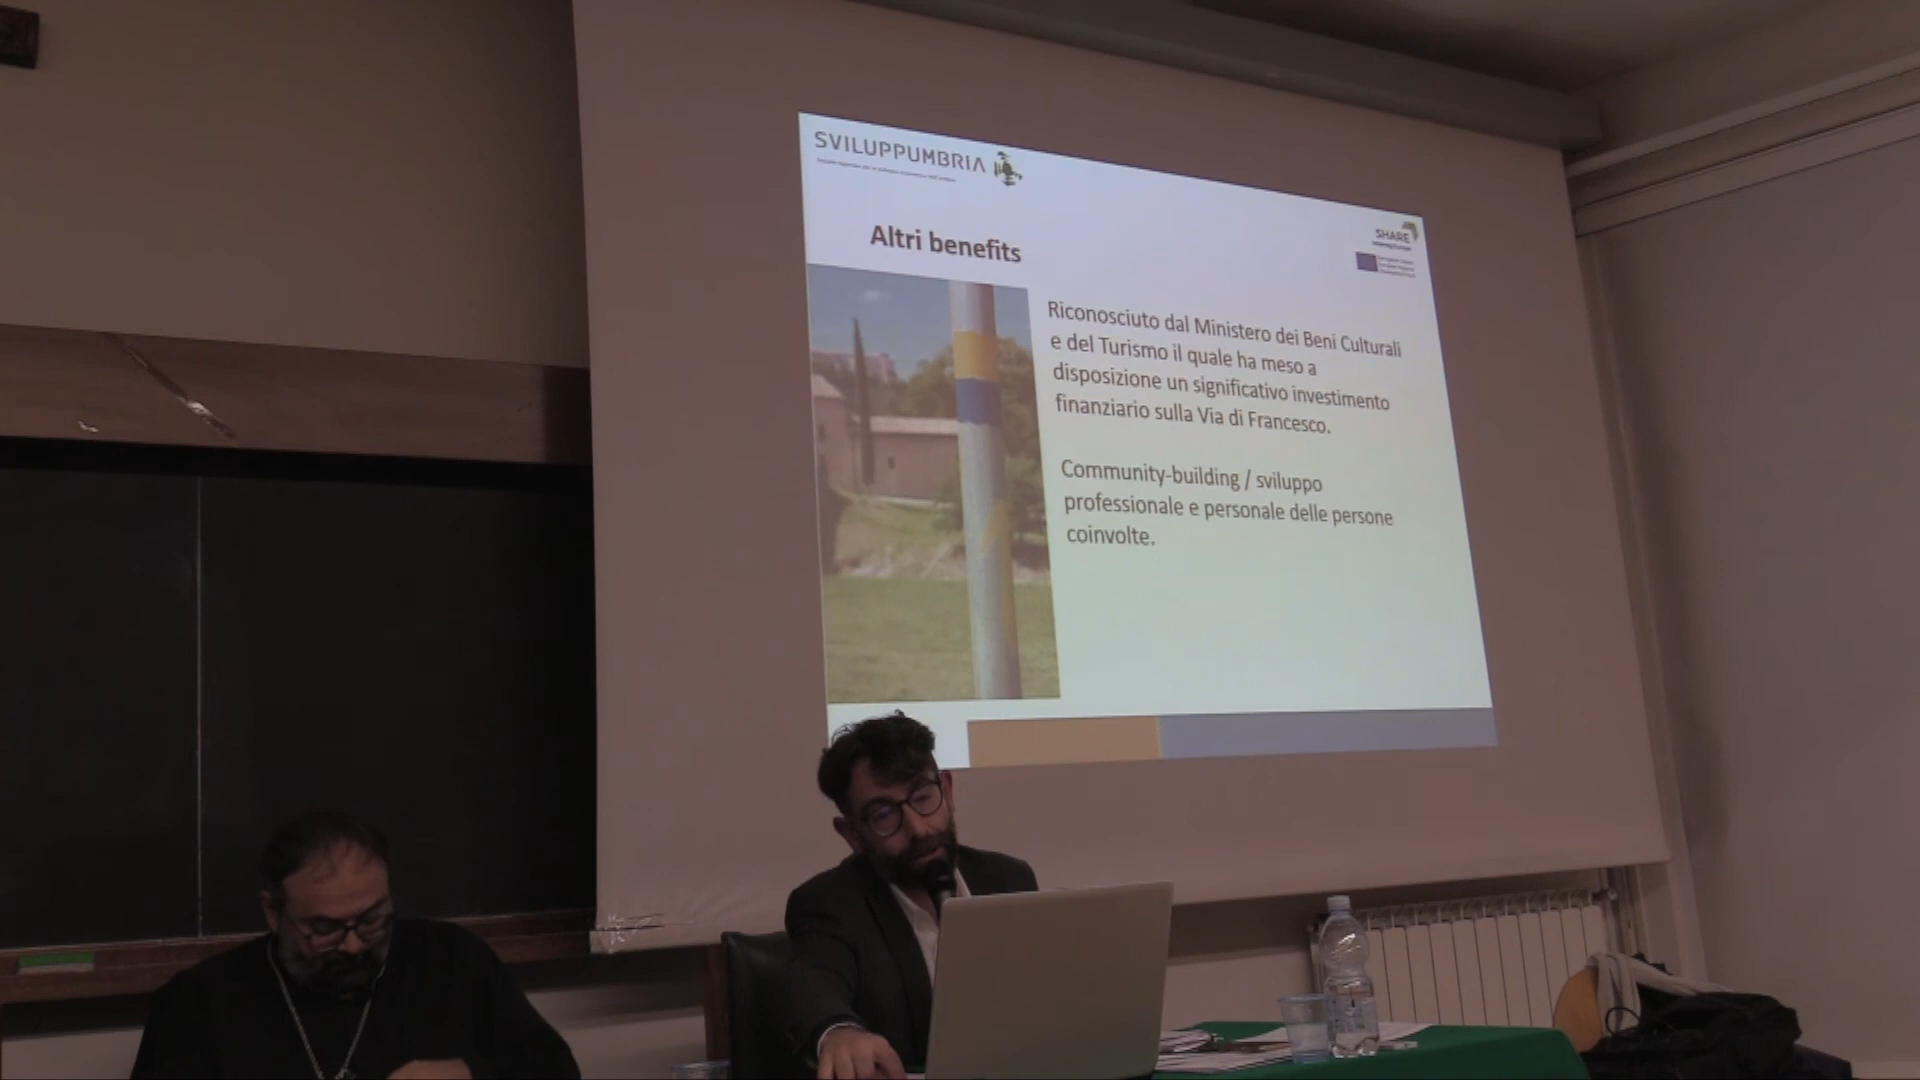 SVILUPPUMBRIA
SHARE
Altri benefits
Riconosciuto dal Ministero dei Beni Culturali
e del Turismo il quale ha meso a
disposizione un significativo investimento
finanziario sulla Via di Francesco.
Community-building / sviluppo
professionale e personale delle persone
coinvolte.